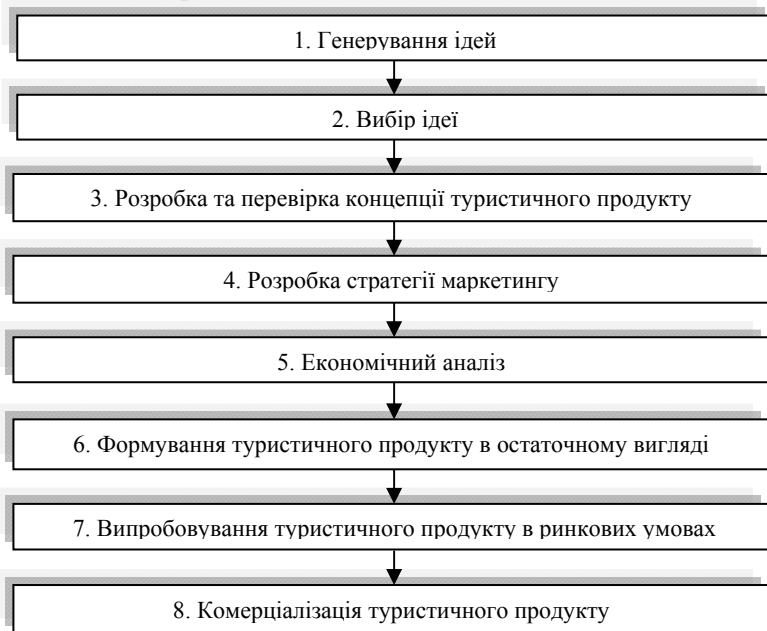 1. Генерування ідей
2. Вибір ідеї
3. Розробка та перевірка концепції туристичного продукту
4. Розробка стратегії маркетингу
5. Економічний аналіз
6. Формування туристичного продукту в остаточному вигляді
7. Випробовування туристичного продукту в ринкових умовах
8. Комерціалізація туристичного продукту